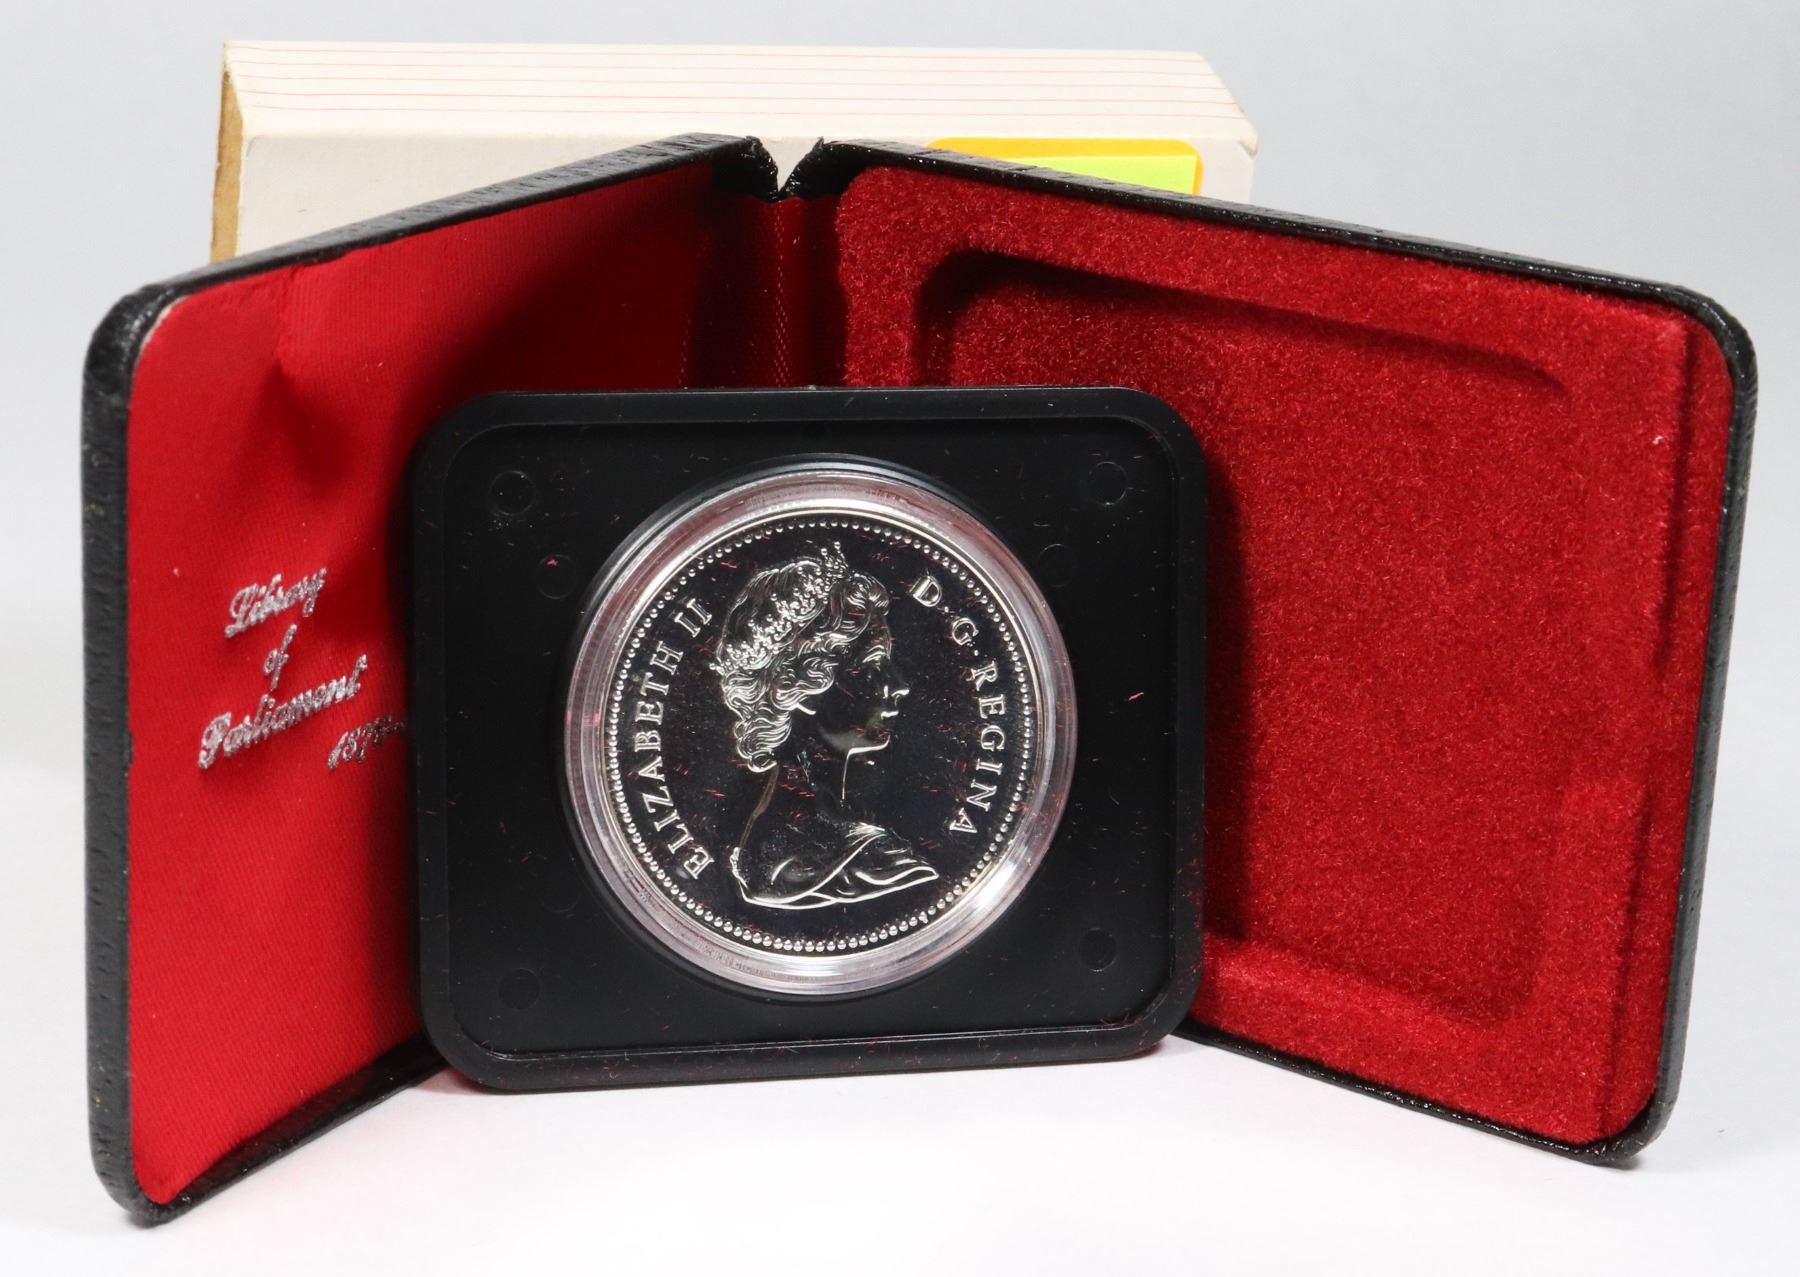 Library
of
Parliament
ELIZABETH II
D·G·REGINA